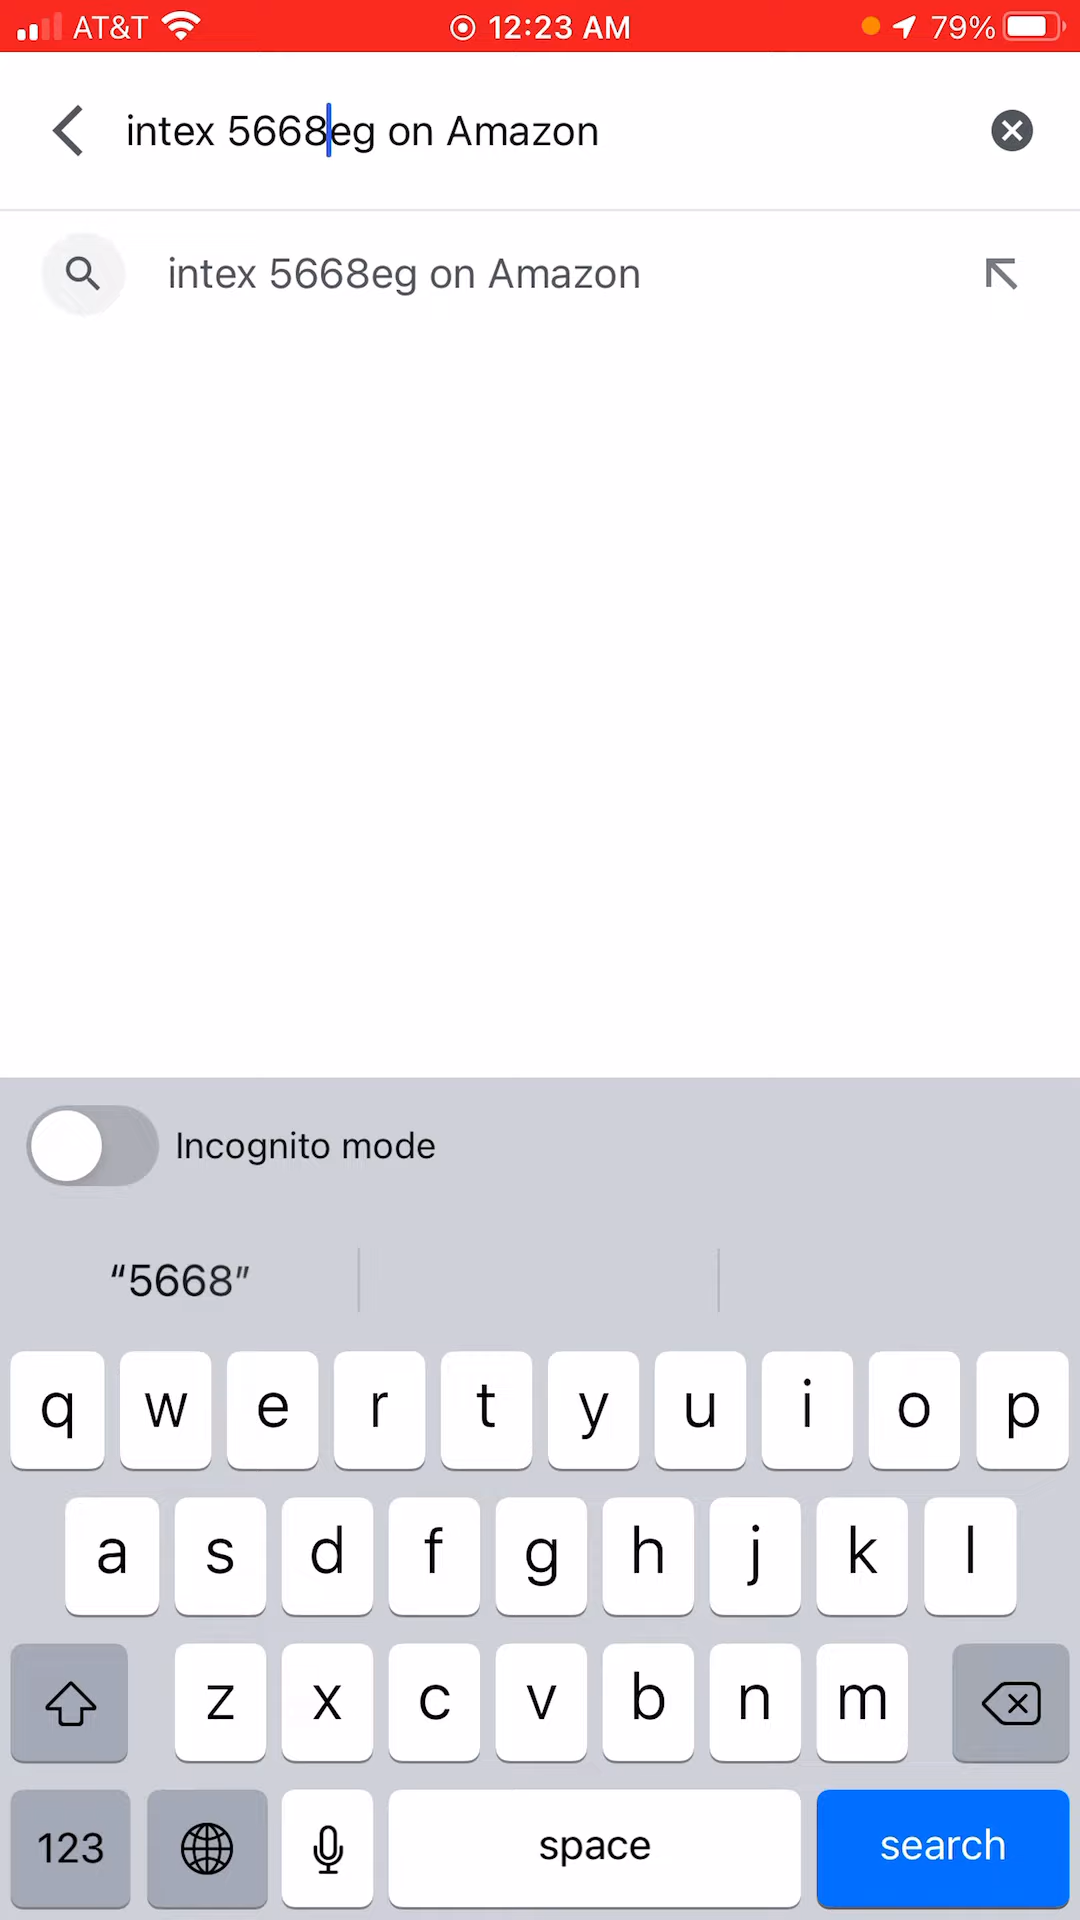 AT&T 12:23 AM 79%
intex 5668eg on Amazon
intex 5668eg on Amazon
Incognito mode
“5668”
q w e r t y u i o p
a s d f g h j k l
z x c v b n m
123 space search